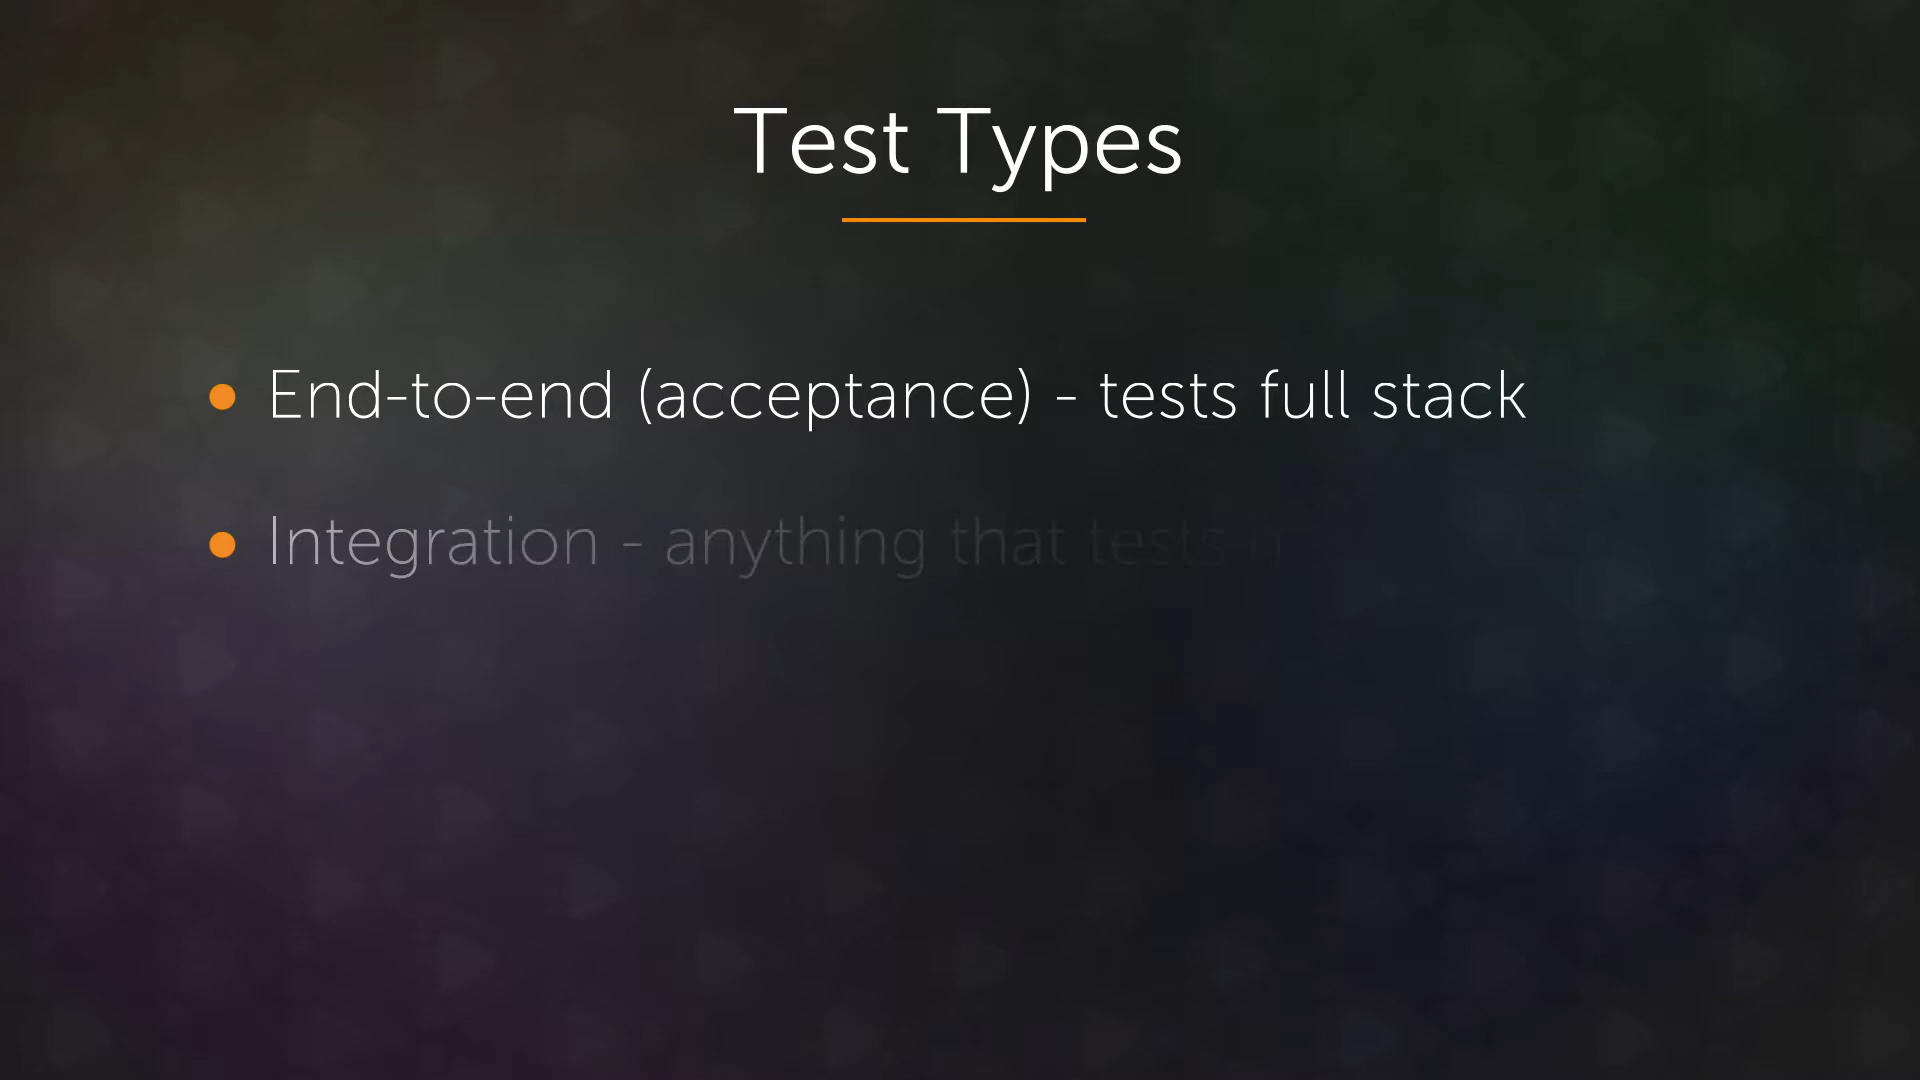 Test Types
• End-to-end (acceptance) - tests full stack
• Integration - anything that tests